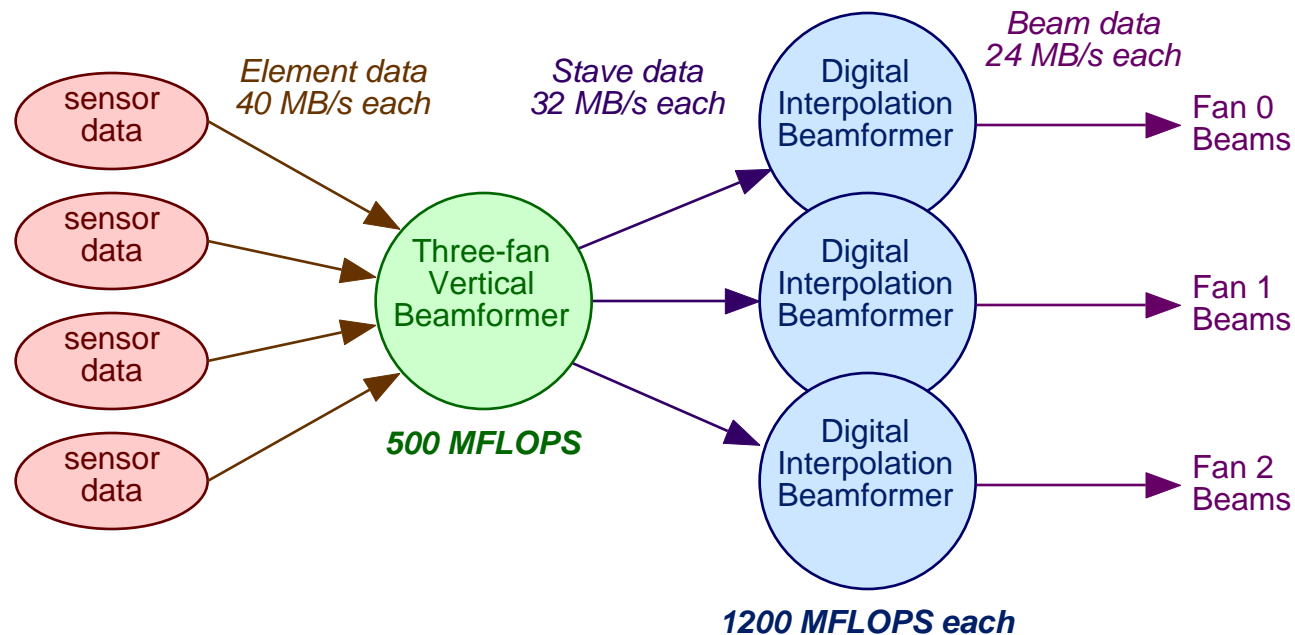 sensor
data
sensor
data
sensor
data
sensor
data
Element data
40 MB/s each
Three-fan
Vertical
Beamformer
500 MFLOPS
Stave data
32 MB/s each
Digital
Interpolation
Beamformer
Digital
Interpolation
Beamformer
Digital
Interpolation
Beamformer
1200 MFLOPS each
Beam data
24 MB/s each
Fan 0
Beams
Fan 1
Beams
Fan 2
Beams